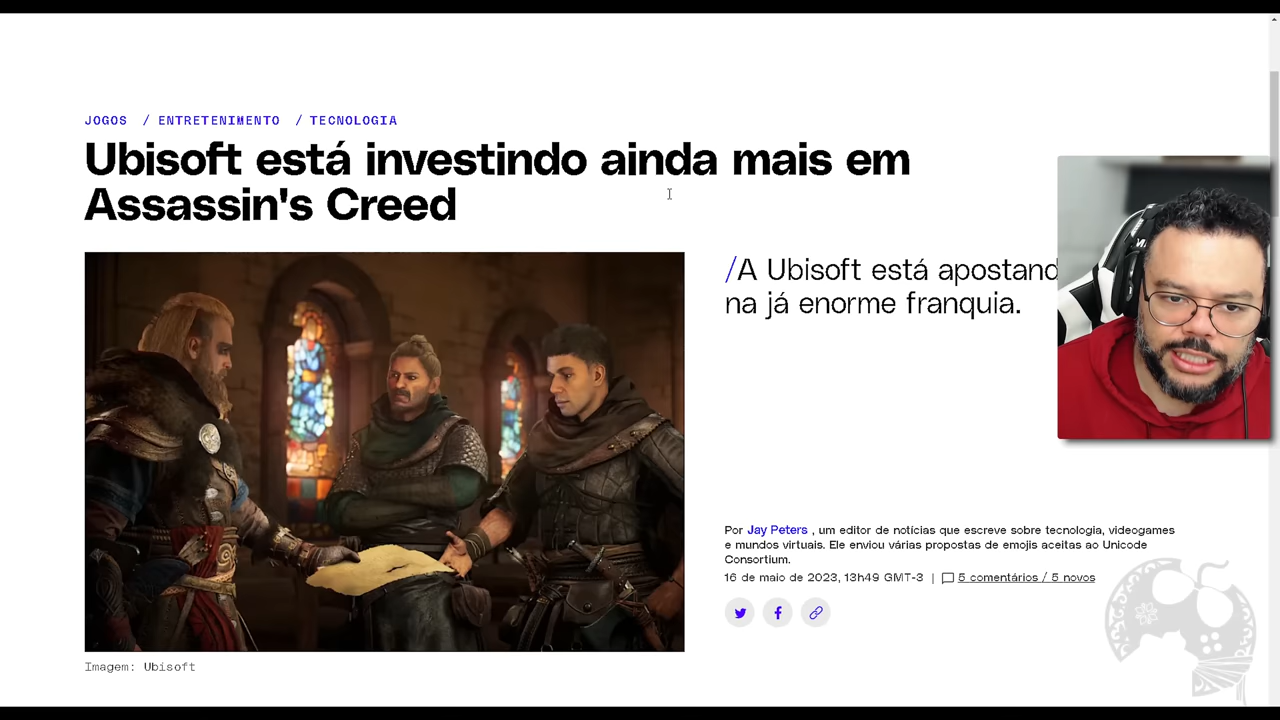 JOGOS / ENTRETENIMENTO / TECNOLOGIA
Ubisoft está investindo ainda mais em
Assassin's Creed
/A Ubisoft está apostand
na já enorme franquia.
Por Jay Peters , um editor de notícias que escreve sobre tecnologia, videogames
e mundos virtuais. Ele enviou várias propostas de emojis aceitas ao Unicode
Consortium.
16 de maio de 2023, 13h49 GMT-3 | 5 comentários / 5 novos
Imagem: Ubisoft